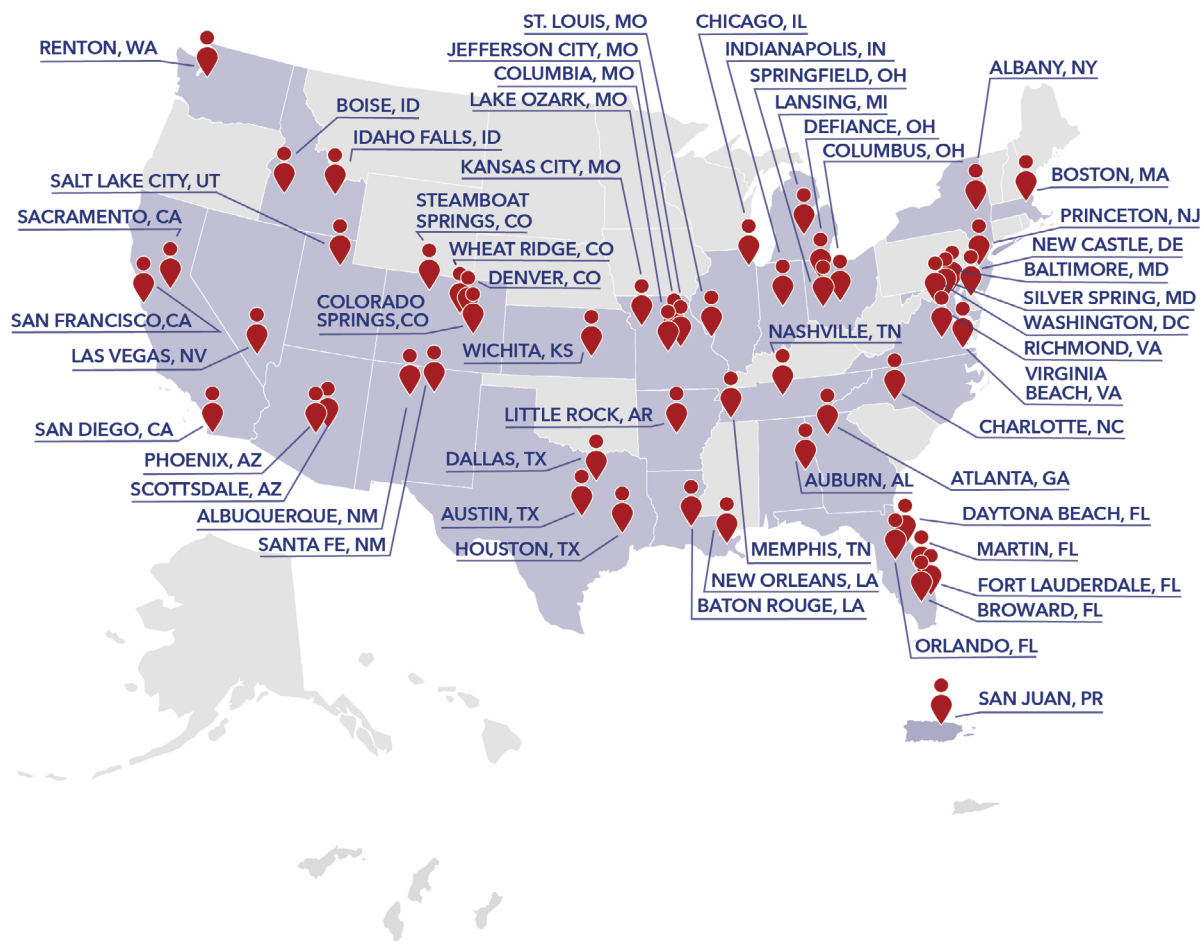 ST. LOUIS, MO
CHICAGO, IL
RENTON, WA
JEFFERSON CITY, MO
INDIANAPOLIS, IN
COLUMBIA, MO
SPRINGFIELD, OH
ALBANY, NY
LAKE OZARK, MO
LANSING, MI
BOISE, ID
DEFIANCE, OH
IDAHO FALLS, ID
COLUMBUS, OH
KANSAS CITY, MO
BOSTON, MA
SALT LAKE CITY, UT
STEAMBOAT
SPRINGS, CO
SACRAMENTO, CA
PRINCETON, NJ
WHEAT RIDGE, CO
NEW CASTLE, DE
DENVER, CO
BALTIMORE, MD
COLORADO
SPRINGS,CO
SILVER SPRING, MD
SAN FRANCISCO,CA
WASHINGTON, DC
NASHVILLE, TN
LAS VEGAS, NV
WICHITA, KS
RICHMOND, VA
VIRGINIA
BEACH, VA
LITTLE ROCK, AR
SAN DIEGO, CA
CHARLOTTE, NC
PHOENIX, AZ
DALLAS, TX
SCOTTSDALE, AZ
AUBURN, AL
ATLANTA, GA
ALBUQUERQUE, NM
AUSTIN, TX
DAYTONA BEACH, FL
SANTA FE, NM
HOUSTON, TX
MEMPHIS, TN
MARTIN, FL
NEW ORLEANS, LA
FORT LAUDERDALE, FL
BATON ROUGE, LA
BROWARD, FL
ORLANDO, FL
SAN JUAN, PR